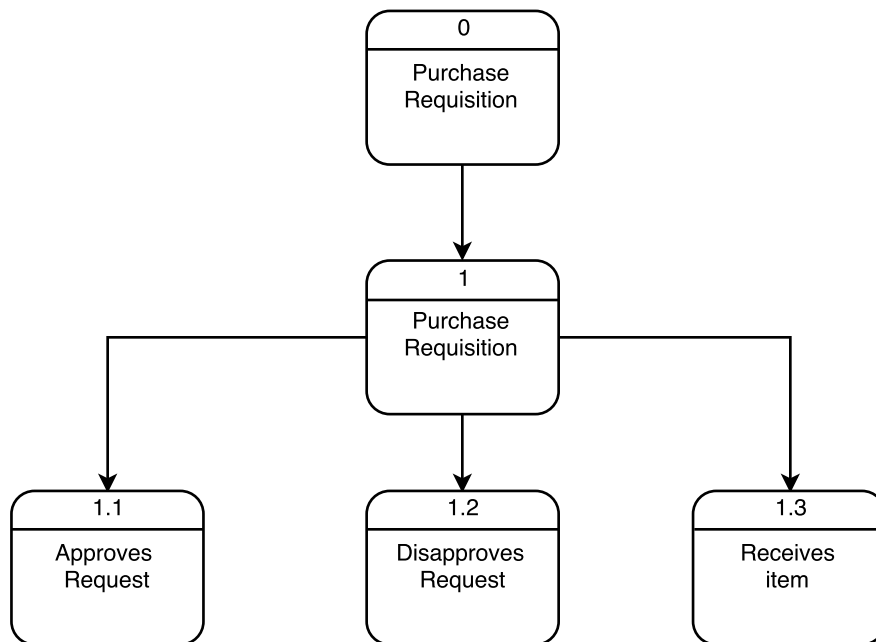 0
Purchase
Requisition
1
Purchase
Requisition
1.1
Approves
Request
1.2
Disapproves
Request
1.3
Receives
item